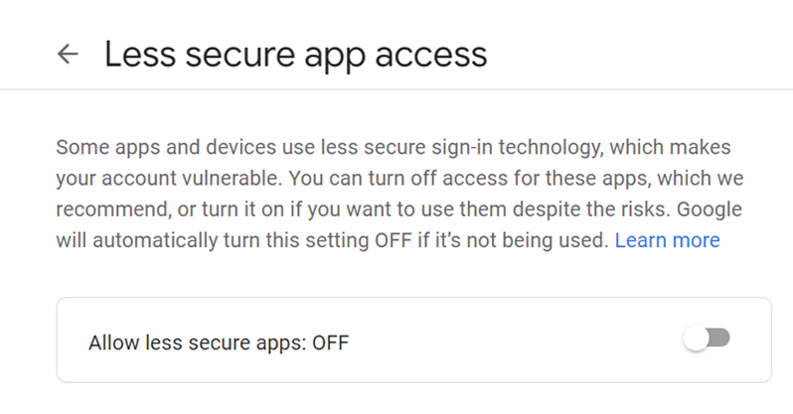 Less secure app access
Some apps and devices use less secure sign-in technology, which makes
your account vulnerable. You can turn off access for these apps, which we
recommend, or turn it on if you want to use them despite the risks. Google
will automatically turn this setting OFF if it’s not being used. Learn more
Allow less secure apps: OFF